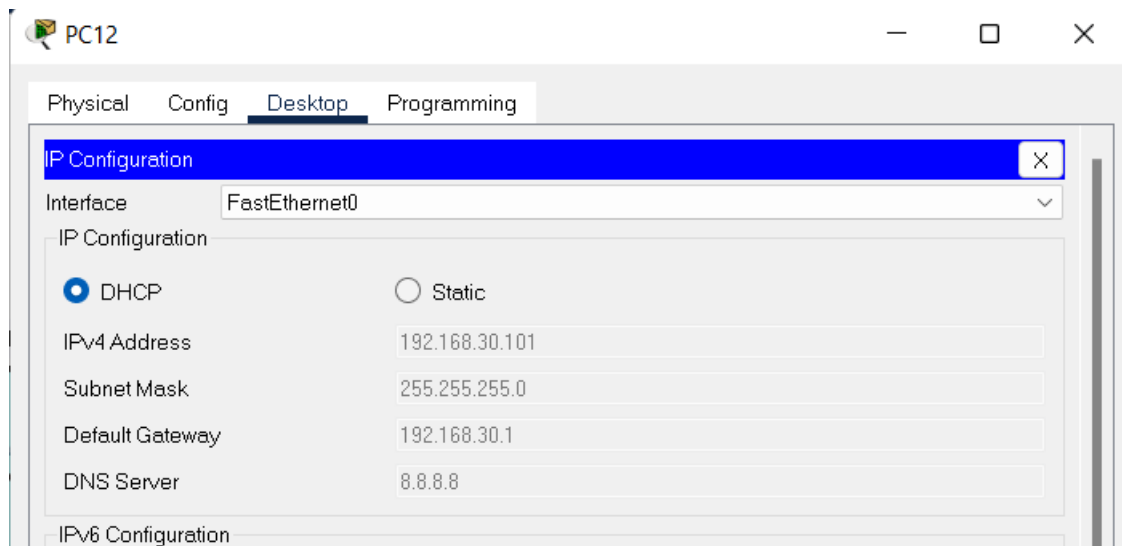 PC12
Physical Config Desktop Programming
IP Configuration X
Interface FastEthernet0
IP Configuration
DHCP Static
IPv4 Address 192.168.30.101
Subnet Mask 255.255.255.0
Default Gateway 192.168.30.1
DNS Server 8.8.8.8
IPv6 Configuration